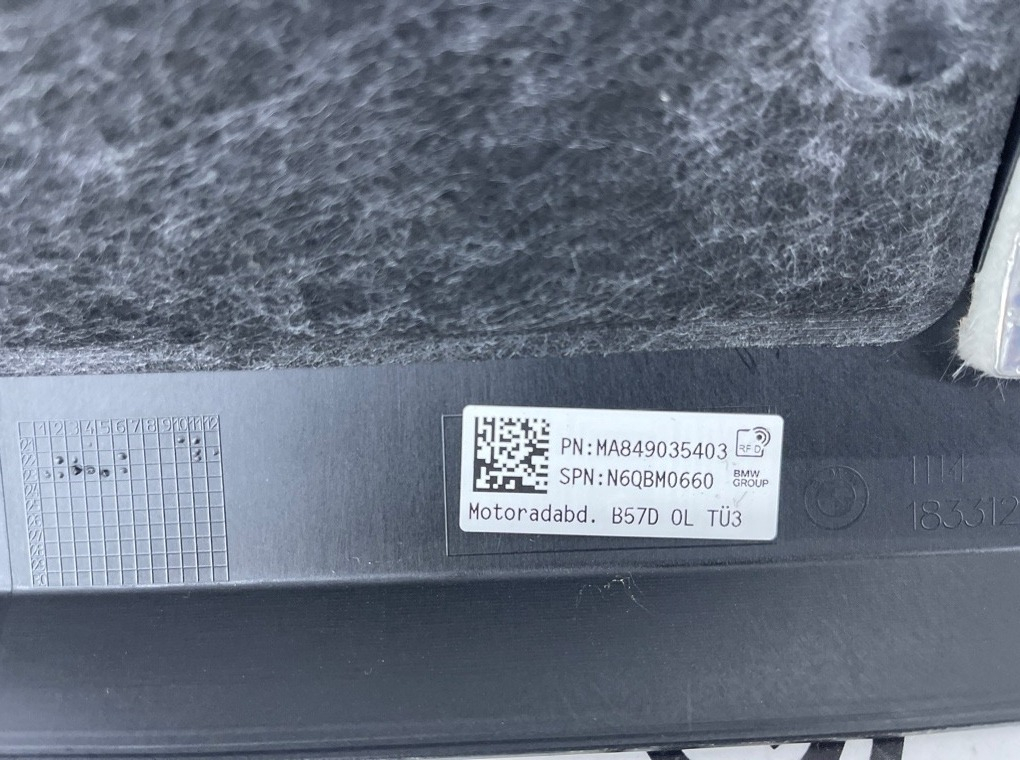 1 2 3 4 5 6 7 8 9 10 11 12
PN:MA849035403
RFID
SPN:N6QBM0660
BMW
GROUP
Motoradabd. B57D OL TÜ3
183312